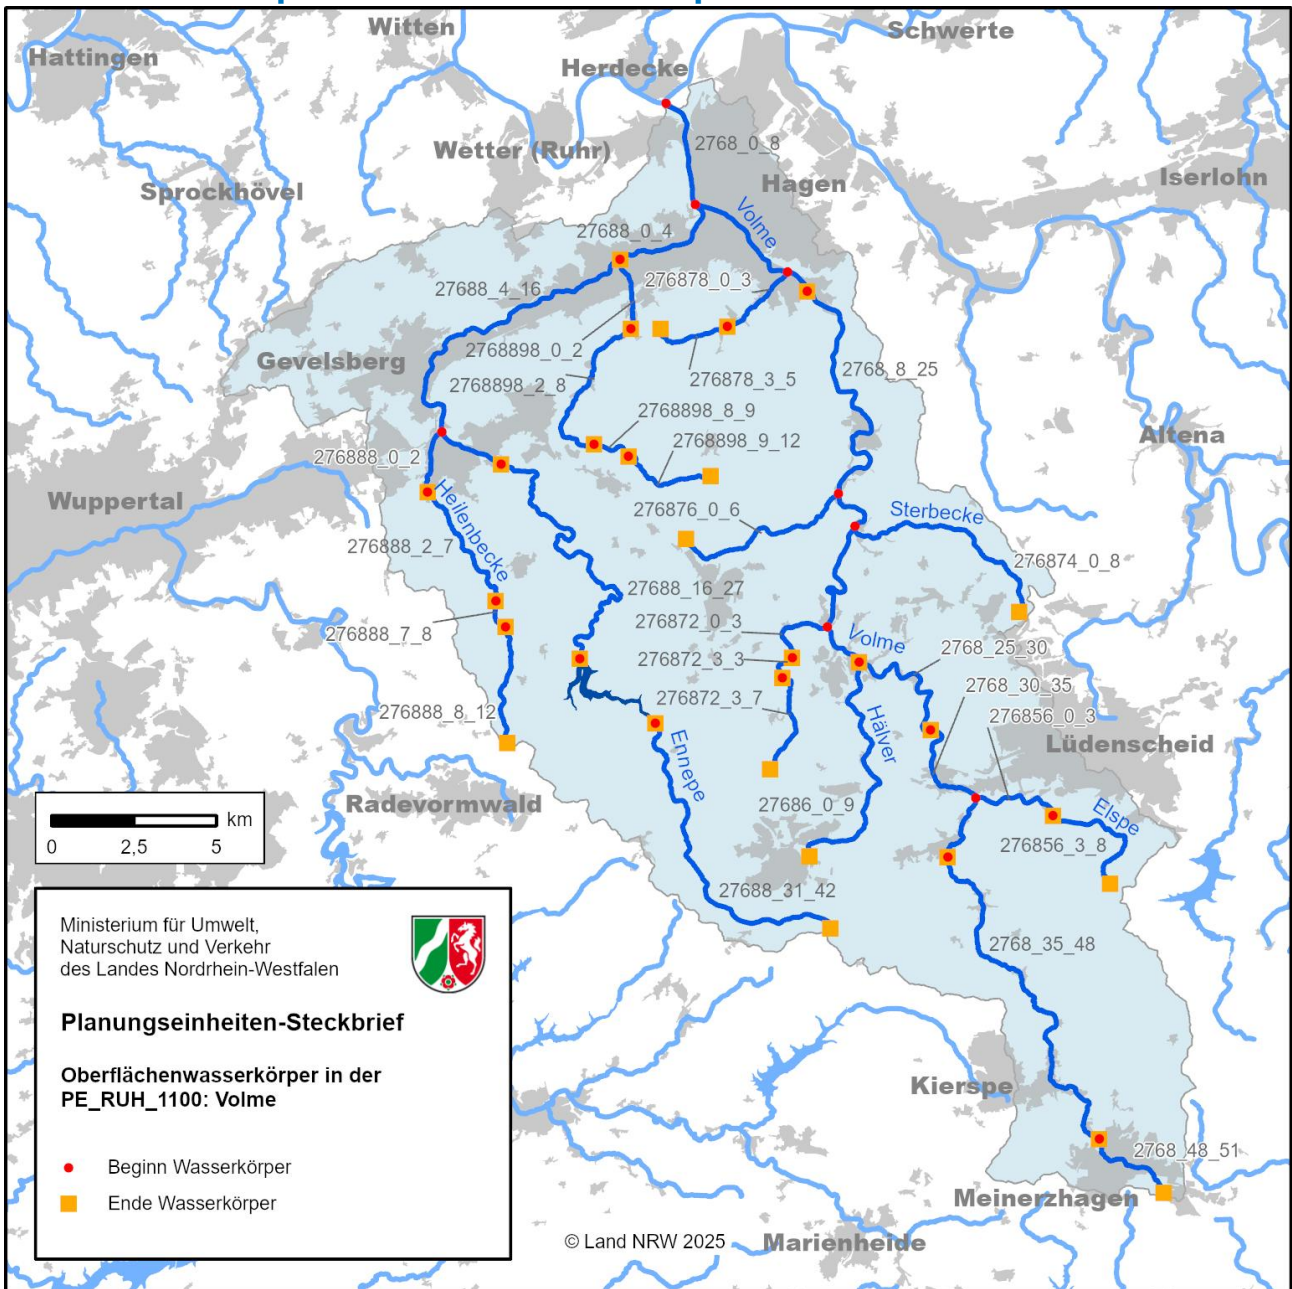 Witten
Schwerte
Hattingen
Herdecke
2768_0_8
Wetter (Ruhr)
Iserlohn
Hagen
Sprockhövel
Volme
27688_0_4
276878_0_3
27688_4_16
2768898_0_2
Gevelsberg
2768_8_25
276878_3_5
2768898_2_8
2768898_8_9
Altena
2768898_9_12
276888_0_2
Wuppertal
Heilenbecke
276876_0_6
Sterbecke
276888_2_7
276874_0_8
27688_16_27
276872_0_3
276888_7_8
Volme
2768_25_30
276872_3_3
2768_30_35
276872_3_7
276888_8_12
276856_0_3
Hälver
Ennepe
Lüdenscheid
Radevormwald
27686_0_9
Elspe
km
0 2,5 5
276856_3_8
27688_31_42
Ministerium für Umwelt,
Naturschutz und Verkehr
des Landes Nordrhein-Westfalen
2768_35_48
Planungseinheiten-Steckbrief
Oberflächenwasserkörper in der
PE_RUH_1100: Volme
Kierspe
Beginn Wasserkörper
2768_48_51
Ende Wasserkörper
Meinerzhagen
© Land NRW 2025
Marienheide